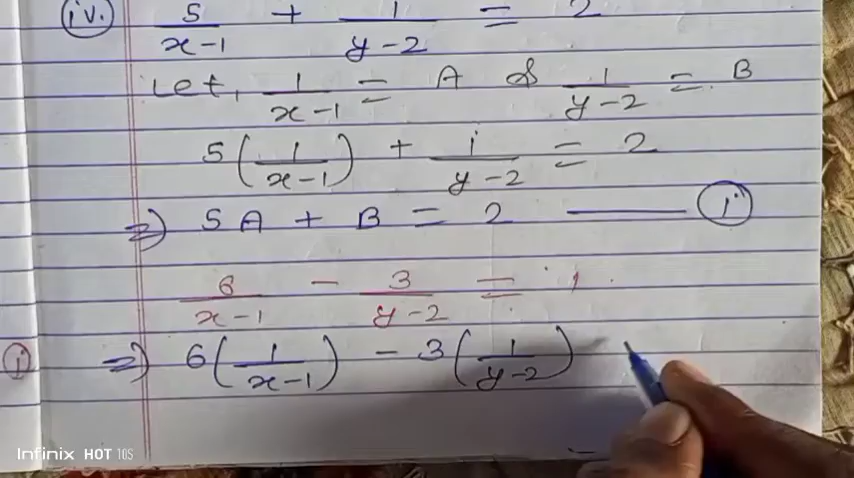 iv. 5/(x-1) + 1/(y-2) = 2
Let, 1/(x-1) = A & 1/(y-2) = B
5(1/(x-1)) + 1/(y-2) = 2
⇒) 5A + B = 2 — i
6/(x-1) - 3/(y-2) = 1
i ⇒) 6(1/(x-1)) - 3(1/(y-2))
Infinix HOT 10S